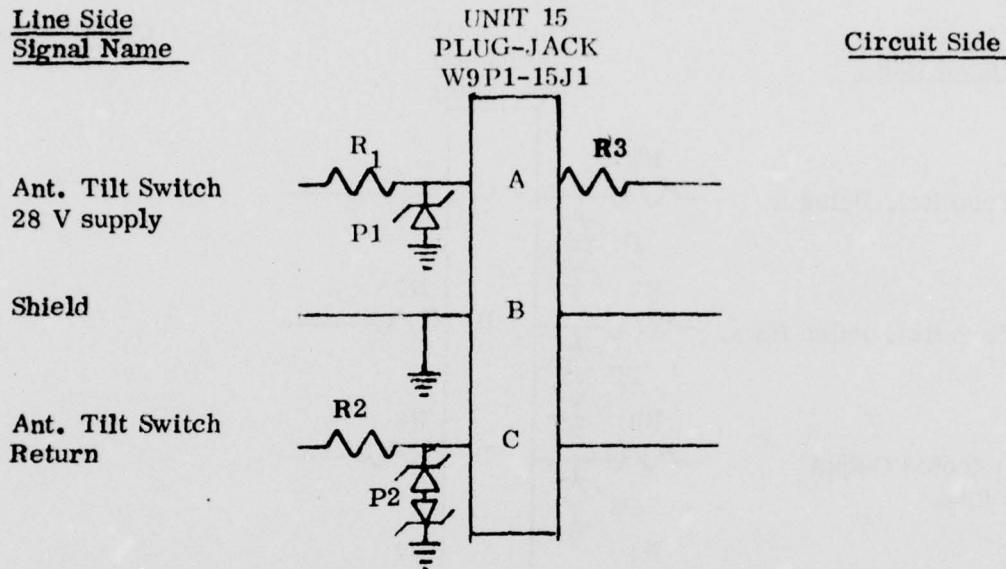 Line Side
Signal Name
UNIT 15
PLUG-JACK
W9P1-15J1
Circuit Side
R1
A
R3
Ant. Tilt Switch
28 V supply
P1
Shield
B
R2
Ant. Tilt Switch
Return
C
P2